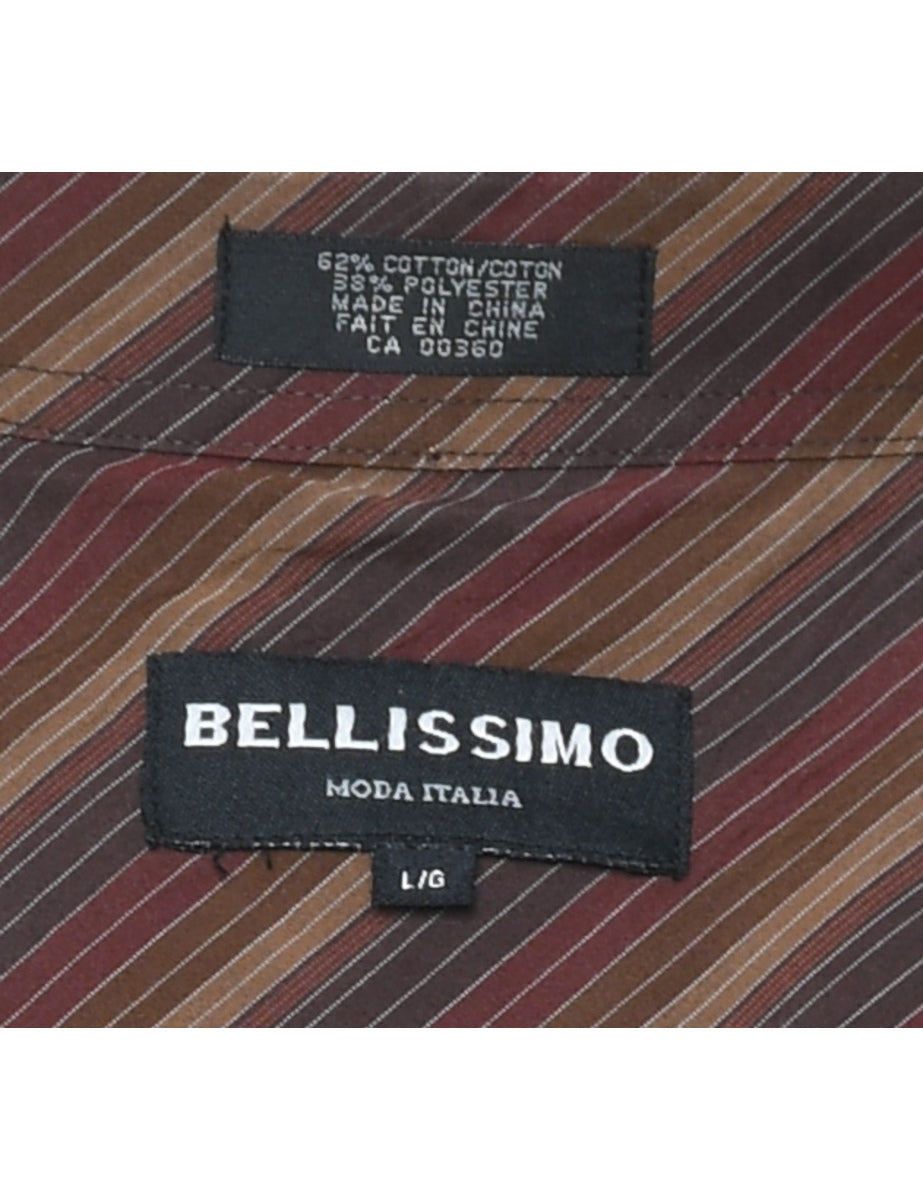 62% COTTON/COTON
38% POLYESTER
MADE IN CHINA
FAIT EN CHINE
CA 00360
BELLISSIMO
MODA ITALIA
L/G